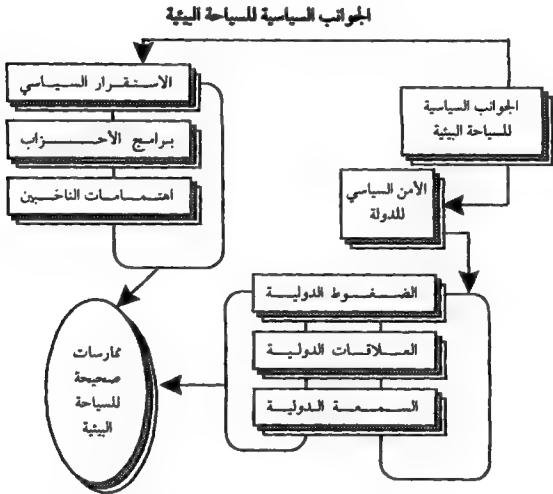 الجوانب السياسية للسياحة البيئية
الجوانب السياسية
للسياحة البيئية
الاستقرار السياسي
برامج الأحزاب
اهتمامات الناخبين
الأمن السياسي
للدولة
الضغوط الدولية
العلاقات الدولية
السمعة الدولية
ممارسات
صحيحة
للسياحة
البيئية